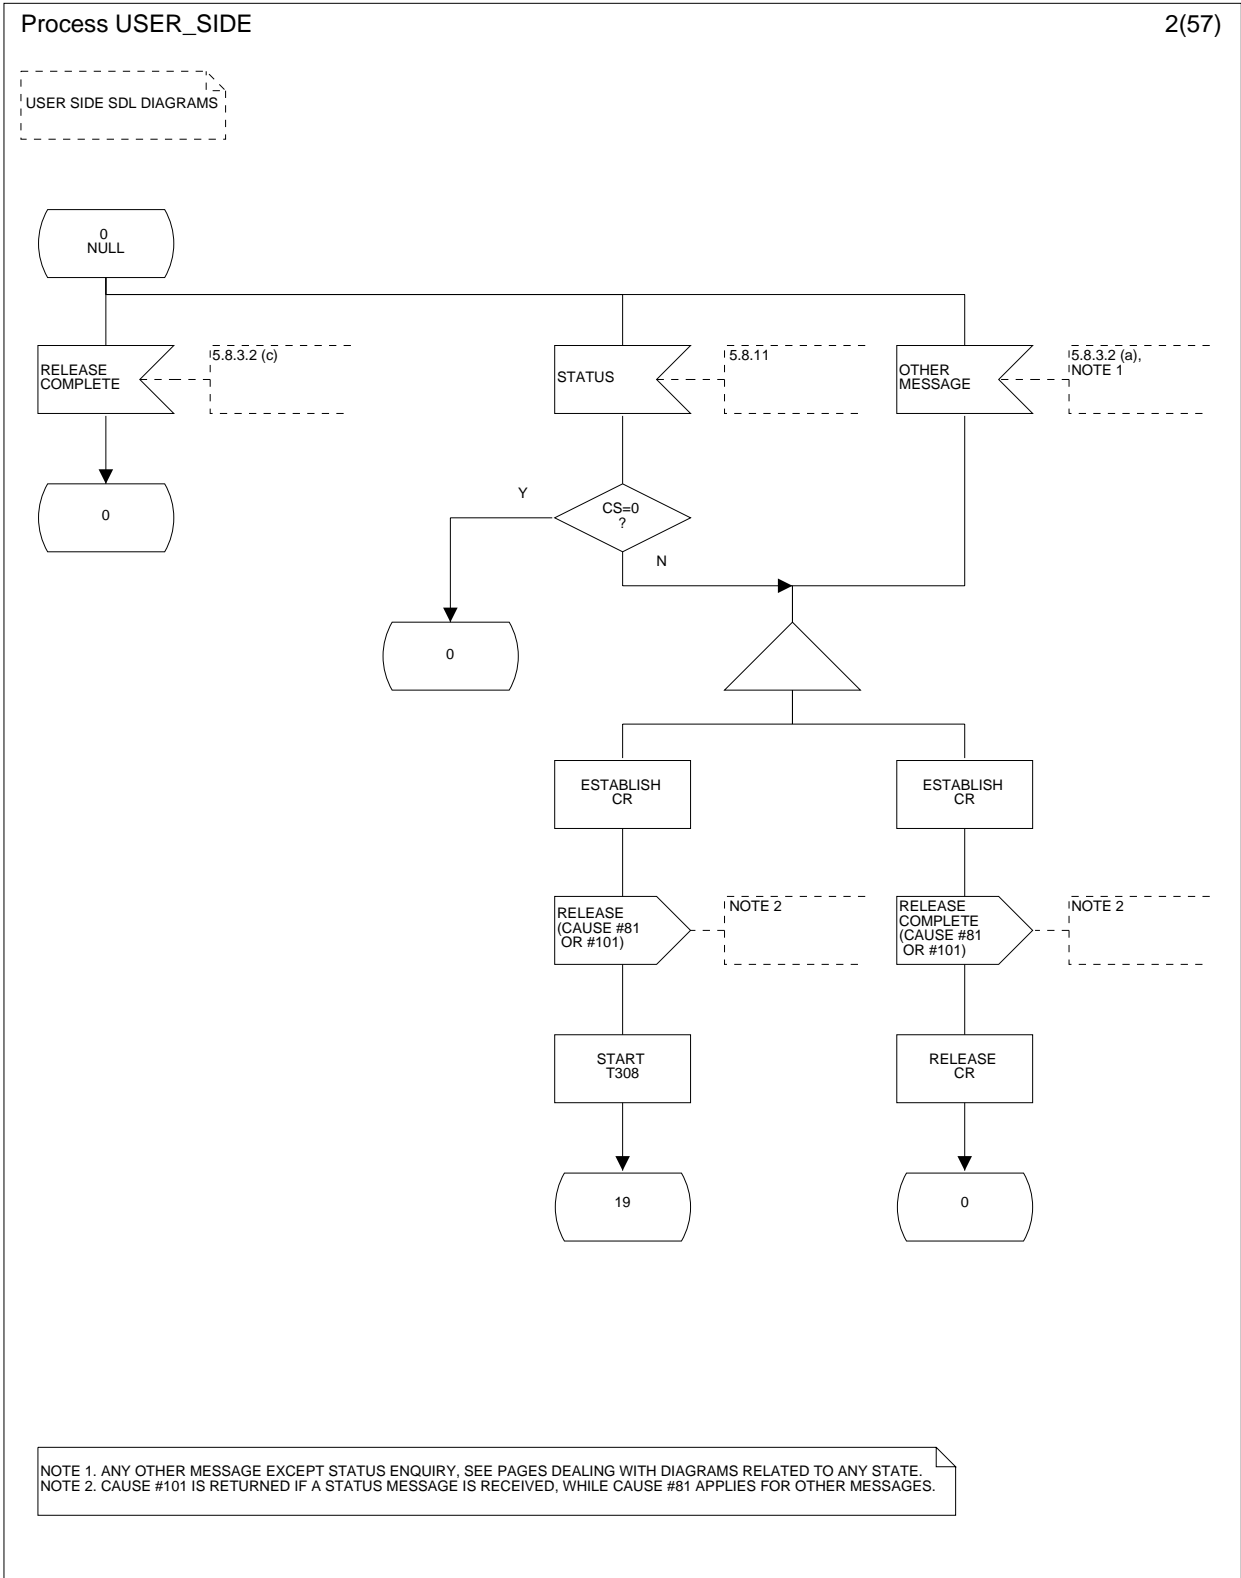 Process USER_SIDE
2(57)
USER SIDE SDL DIAGRAMS
0
NULL
RELEASE
COMPLETE
5.8.3.2 (c)
STATUS
5.8.11
OTHER
MESSAGE
5.8.3.2 (a),
NOTE 1
0
Y
CS=0
?
N
0
ESTABLISH
CR
ESTABLISH
CR
RELEASE
(CAUSE #81
OR #101)
NOTE 2
RELEASE
COMPLETE
(CAUSE #81
OR #101)
NOTE 2
START
T308
RELEASE
CR
19
0
NOTE 1. ANY OTHER MESSAGE EXCEPT STATUS ENQUIRY, SEE PAGES DEALING WITH DIAGRAMS RELATED TO ANY STATE.
NOTE 2. CAUSE #101 IS RETURNED IF A STATUS MESSAGE IS RECEIVED, WHILE CAUSE #81 APPLIES FOR OTHER MESSAGES.